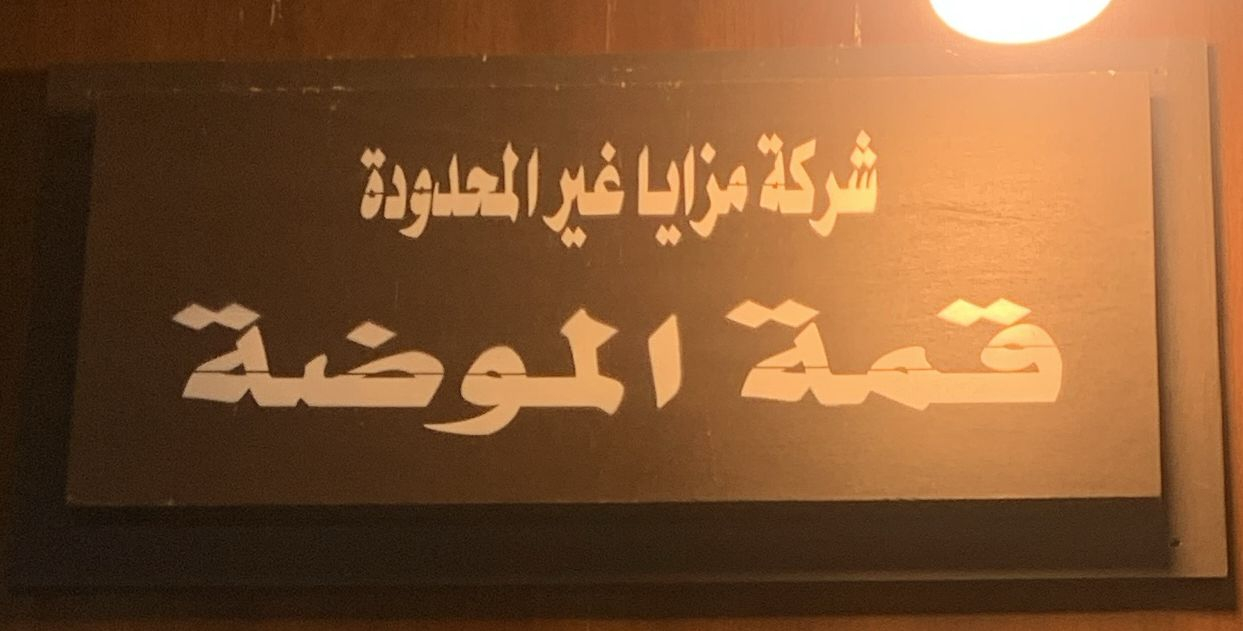 شركة مزايا غير المحدودة
قمة الموضة